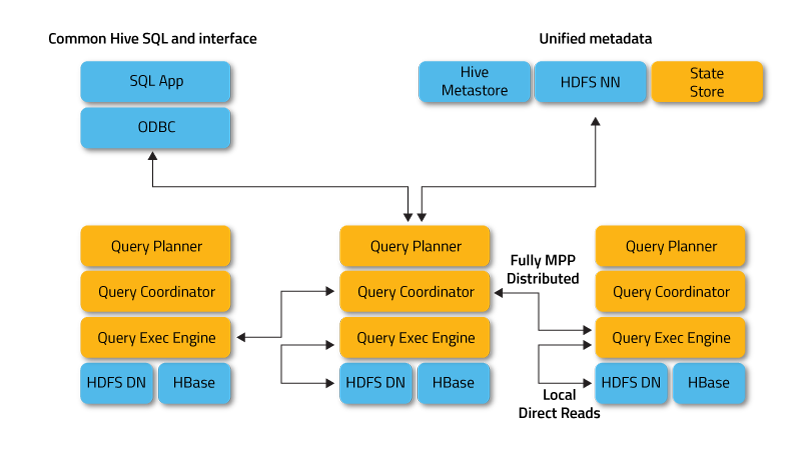 Common Hive SQL and interface
Unified metadata
SQL App
ODBC
Hive
Metastore
HDFS NN
State
Store
Query Planner
Query Coordinator
Query Exec Engine
HDFS DN
HBase
Query Planner
Query Coordinator
Query Exec Engine
HDFS DN
HBase
Fully MPP
Distributed
Local
Direct Reads
Query Planner
Query Coordinator
Query Exec Engine
HDFS DN
HBase